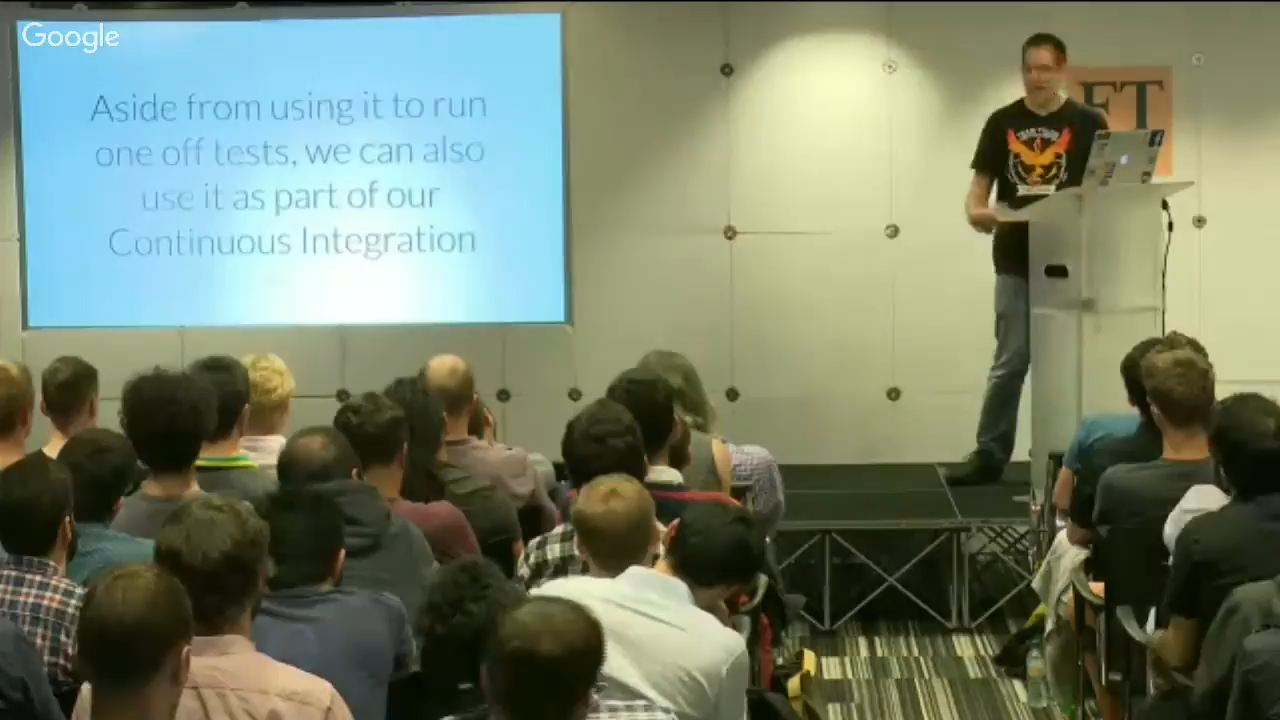 Google
Aside from using it to run
one off tests, we can also
use it as part of our
Continuous Integration
FT